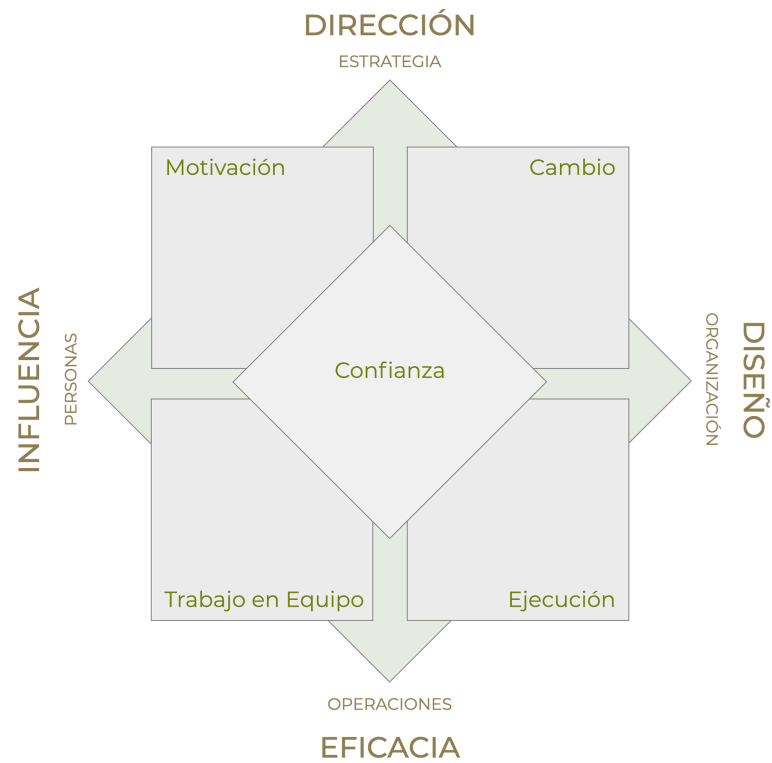 DIRECCIÓN
ESTRATEGIA
Motivación
Cambio
INFLUENCIA
PERSONAS
Confianza
ORGANIZACIÓN
DISEÑO
Trabajo en Equipo
Ejecución
OPERACIONES
EFICACIA